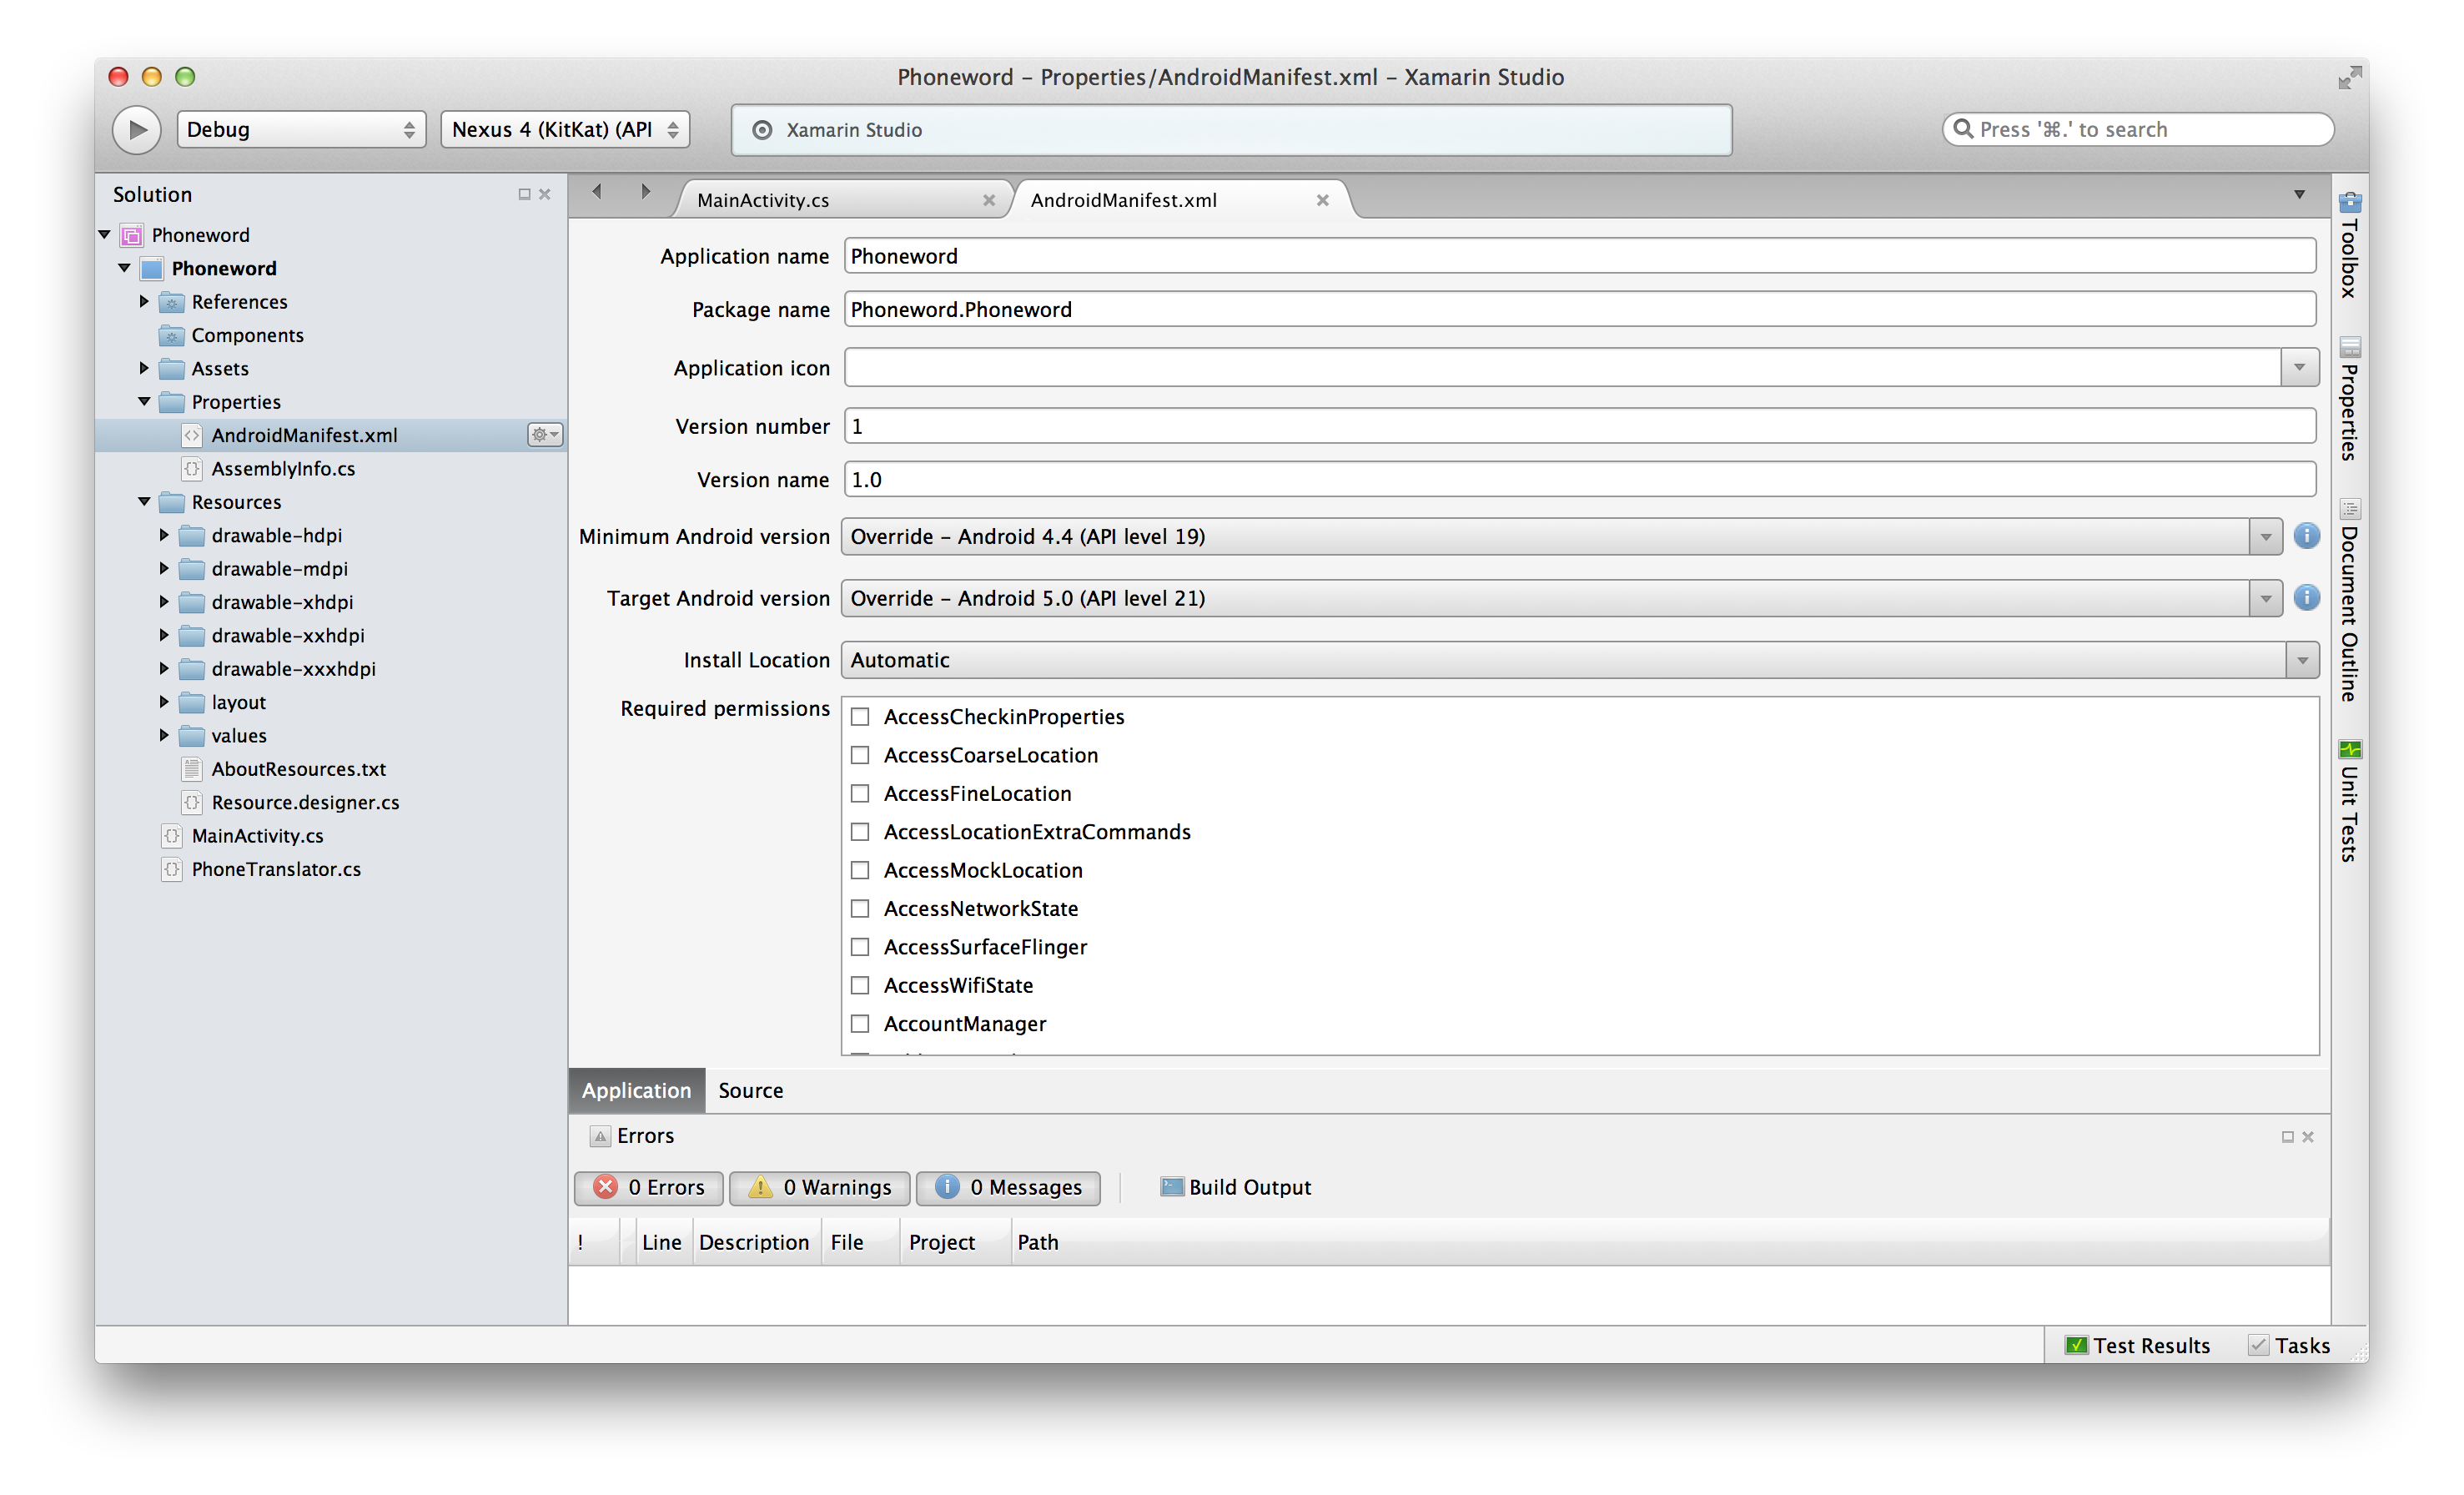 Phoneword – Properties/AndroidManifest.xml – Xamarin Studio
Debug
Nexus 4 (KitKat) (API
Xamarin Studio
Press '⌘.' to search
Solution
Phoneword
Phoneword
References
Components
Assets
Properties
AndroidManifest.xml
AssemblyInfo.cs
Resources
drawable-hdpi
drawable-mdpi
drawable-xhdpi
drawable-xxhdpi
drawable-xxxhdpi
layout
values
AboutResources.txt
Resource.designer.cs
MainActivity.cs
PhoneTranslator.cs
MainActivity.cs
AndroidManifest.xml
Application name Phoneword
Package name Phoneword.Phoneword
Application icon
Version number 1
Version name 1.0
Minimum Android version Override – Android 4.4 (API level 19)
Target Android version Override – Android 5.0 (API level 21)
Install Location Automatic
Required permissions
AccessCheckinProperties
AccessCoarseLocation
AccessFineLocation
AccessLocationExtraCommands
AccessMockLocation
AccessNetworkState
AccessSurfaceFlinger
AccessWifiState
AccountManager
Application Source
Errors
0 Errors 0 Warnings 0 Messages Build Output
! Line Description File Project Path
Toolbox
Properties
Document Outline
Unit Tests
Test Results Tasks